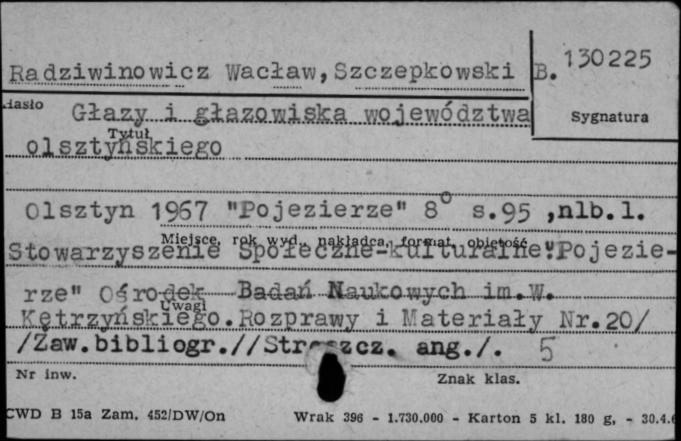 Radziwinowicz Wacław, Szczepkowski B. 130225
Hasło Sygnatura
Głazy i głazowiska województwa
Tytuł
olsztyńskiego
Olsztyn 1967 "Pojezierze" 8° s.95 ,nlb.1.
Miejsce, rok wyd., nakładca, format, objętość
Stowarzyszenie Społeczne-kulturalne "Pojezie-
rze" Ośrodek Badań Naukowych im.W.
Uwagi
Kętrzyńskiego.Rozprawy i Materiały Nr.20/
/Zaw.bibliogr.//Streszcz. ang./. 5
Nr inw. Znak klas.
CWD B 15a Zam. 452/DW/On Wrak 396 - 1.730.000 - Karton 5 kl. 180 g, - 30.4.